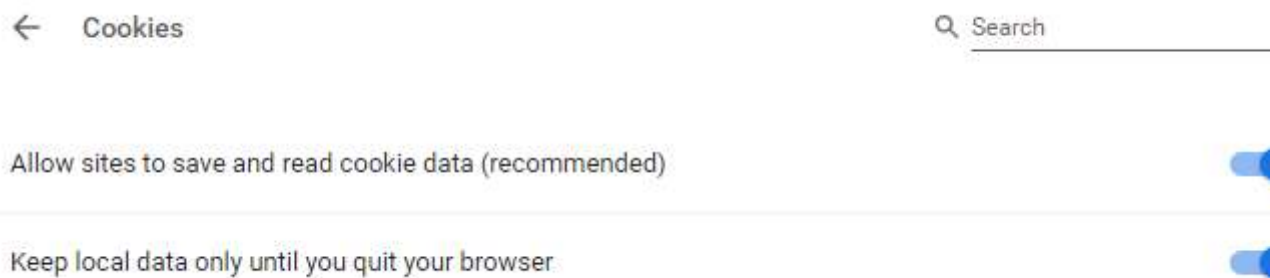 Cookies
Search
Allow sites to save and read cookie data (recommended)
Keep local data only until you quit your browser